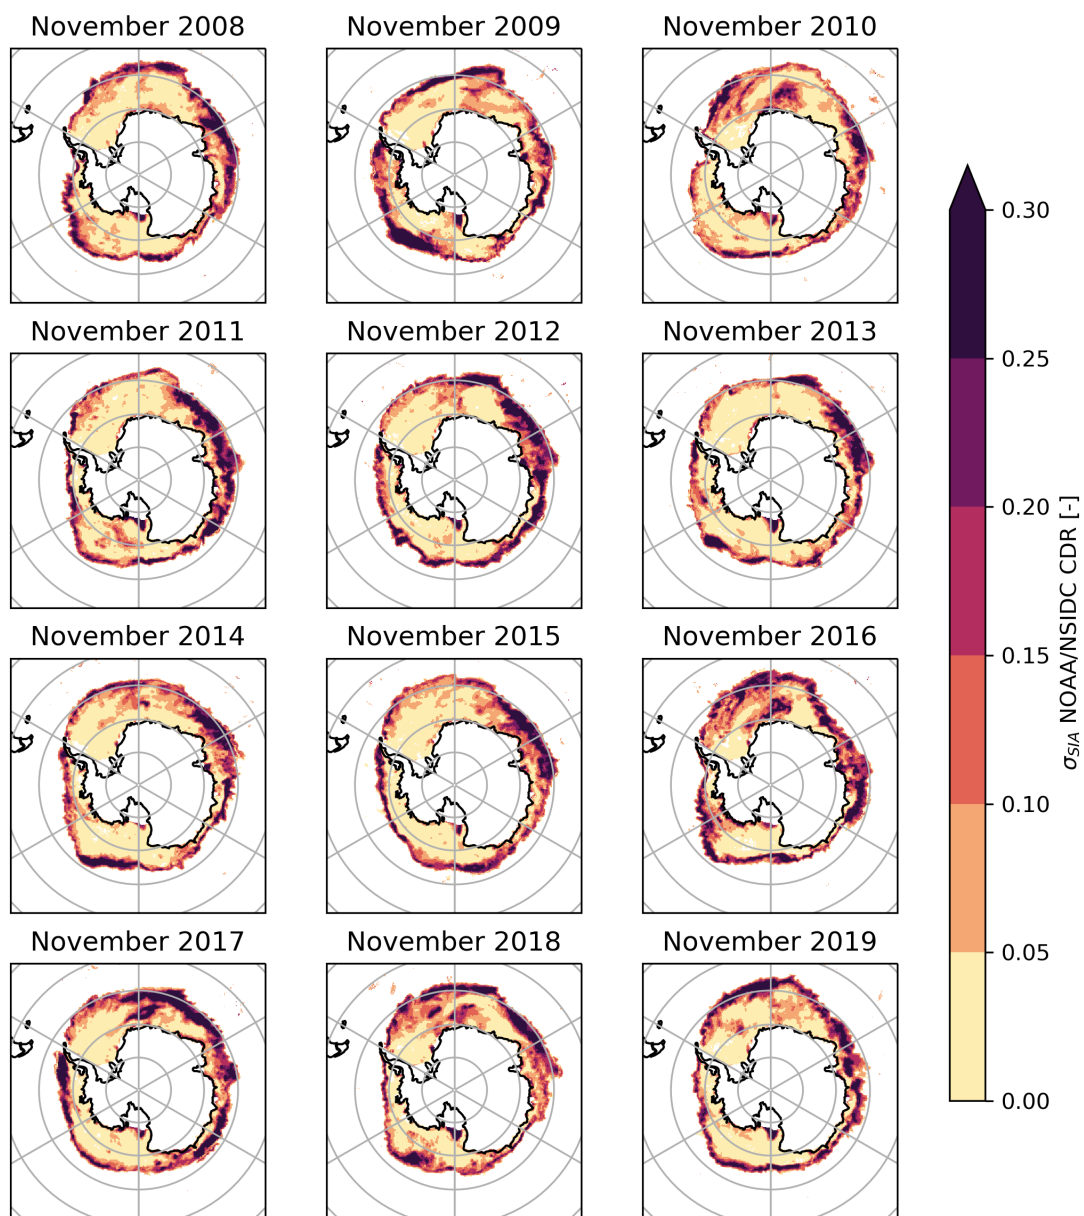 November 2008
November 2009
November 2010
November 2011
November 2012
November 2013
November 2014
November 2015
November 2016
November 2017
November 2018
November 2019
0.30
0.25
0.20
0.15
0.10
0.05
0.00
σSIA NOAA/NSIDC CDR [-]